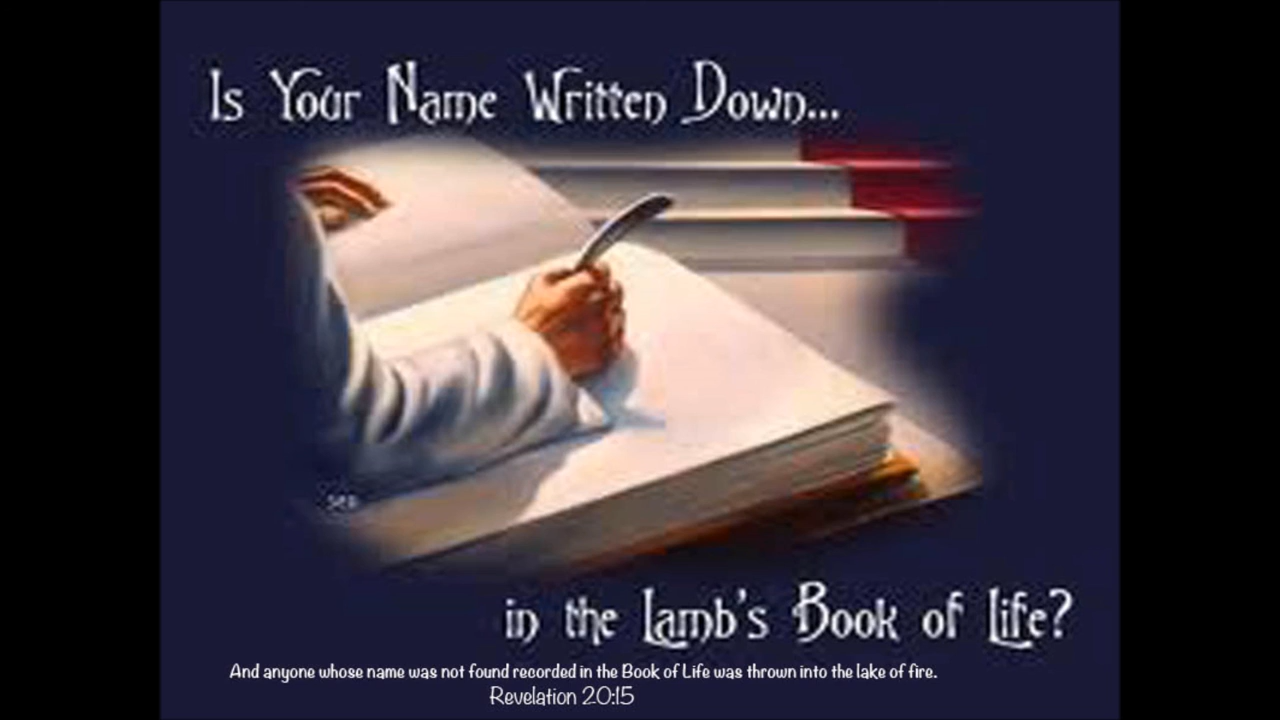 Is Your Name Written Down...
in the Lamb's Book of Life?
And anyone whose name was not found recorded in the Book of Life was thrown into the lake of fire.
Revelation 20:15